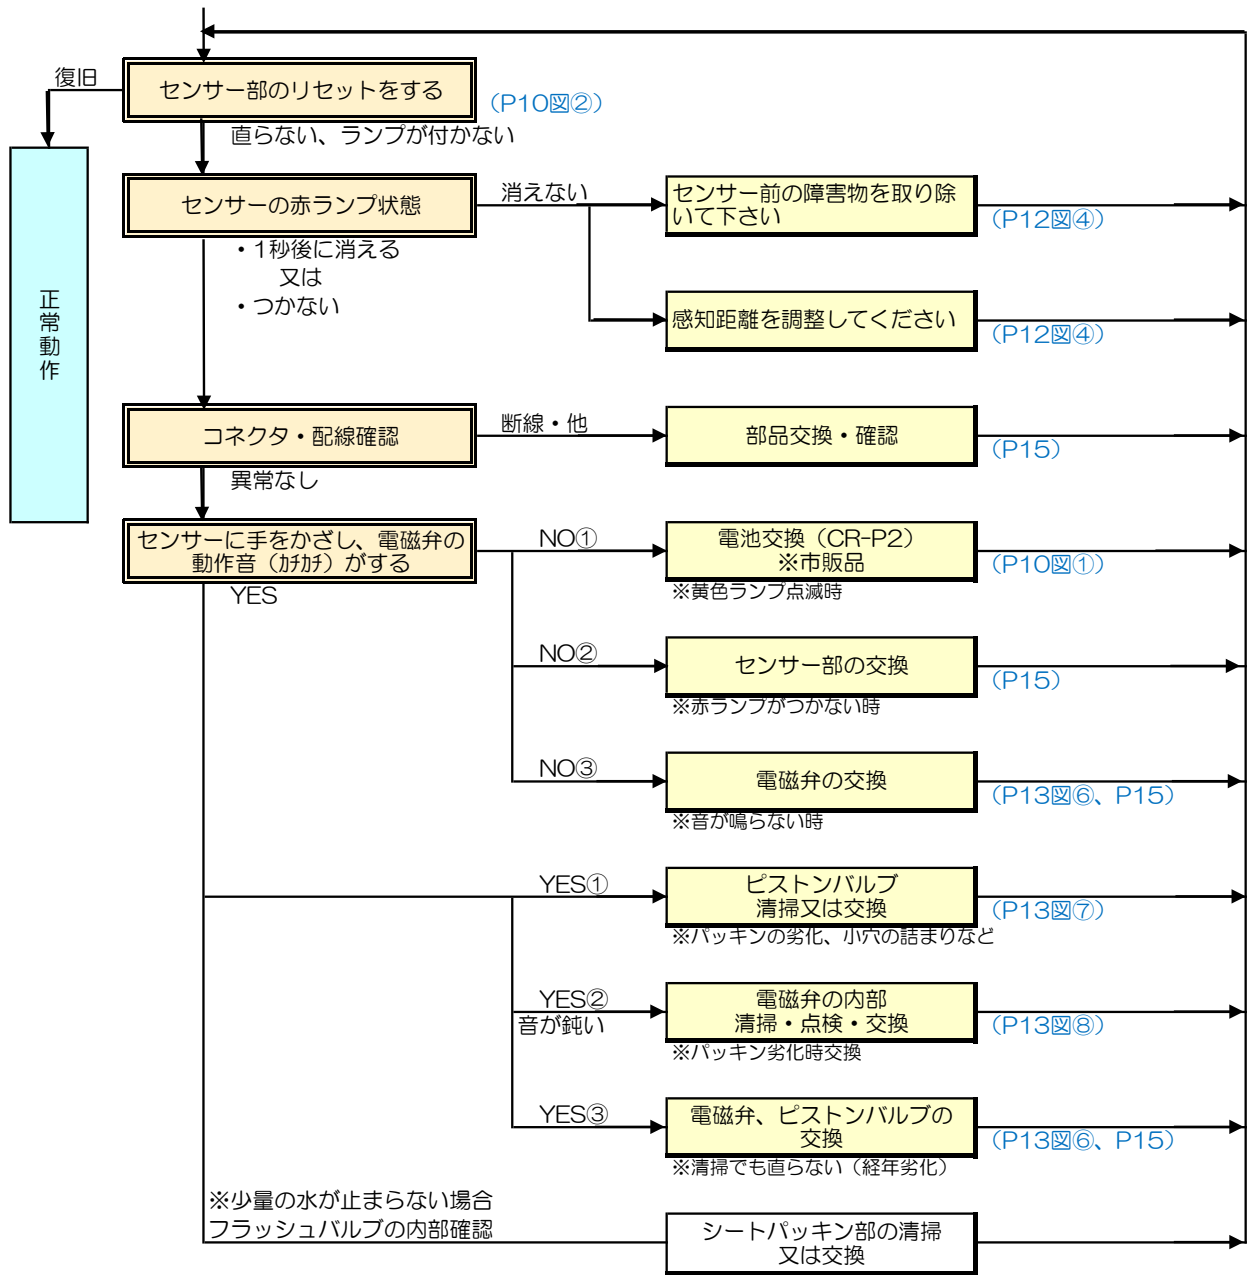 復旧
センサー部のリセットをする
（P10図②）
直らない、ランプが付かない
正常動作
センサーの赤ランプ状態
消えない
センサー前の障害物を取り除
いて下さい
（P12図④）
・1秒後に消える
又は
・つかない
感知距離を調整してください
（P12図④）
コネクタ・配線確認
断線・他
部品交換・確認
（P15）
異常なし
センサーに手をかざし、電磁弁の
動作音（ｶﾁｶﾁ）がする
NO①
電池交換（CR-P2）
※市販品
（P10図①）
※黄色ランプ点滅時
YES
NO②
センサー部の交換
（P15）
※赤ランプがつかない時
NO③
電磁弁の交換
（P13図⑥、P15）
※音が鳴らない時
YES①
ピストンバルブ
清掃又は交換
（P13図⑦）
※パッキンの劣化、小穴の詰まりなど
YES②
音が鈍い
電磁弁の内部
清掃・点検・交換
（P13図⑧）
※パッキン劣化時交換
YES③
電磁弁、ピストンバルブの
交換
（P13図⑥、P15）
※清掃でも直らない（経年劣化）
※少量の水が止まらない場合
フラッシュバルブの内部確認
シートパッキン部の清掃
又は交換